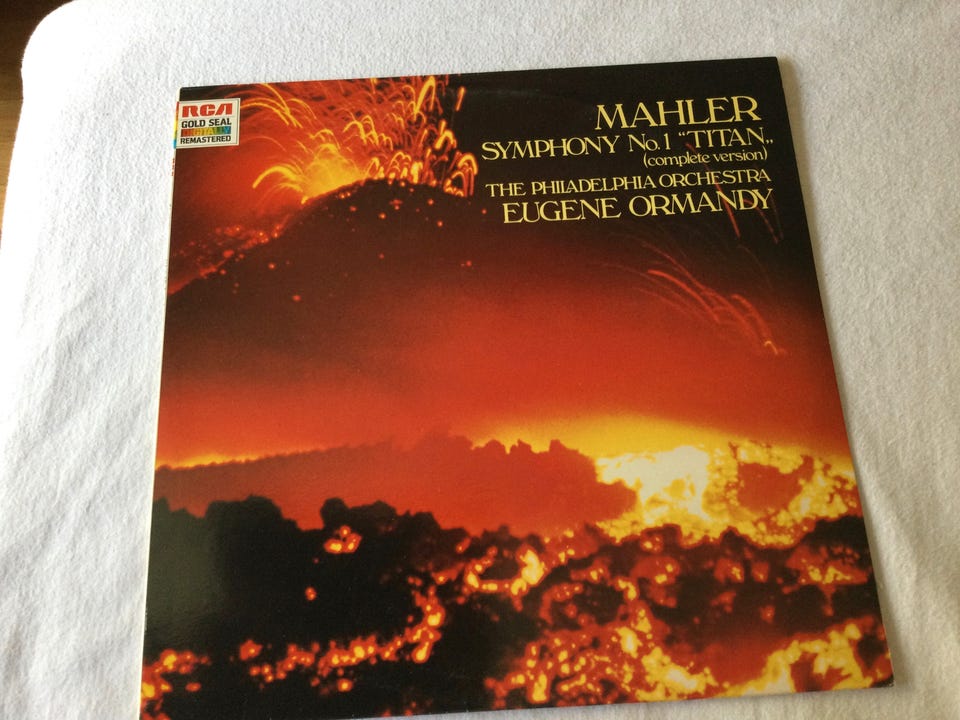 RCA
GOLD SEAL
DIGITALLY
REMASTERED
MAHLER
SYMPHONY No. 1 “TITAN„
(complete version)
THE PHILADELPHIA ORCHESTRA
EUGENE ORMANDY